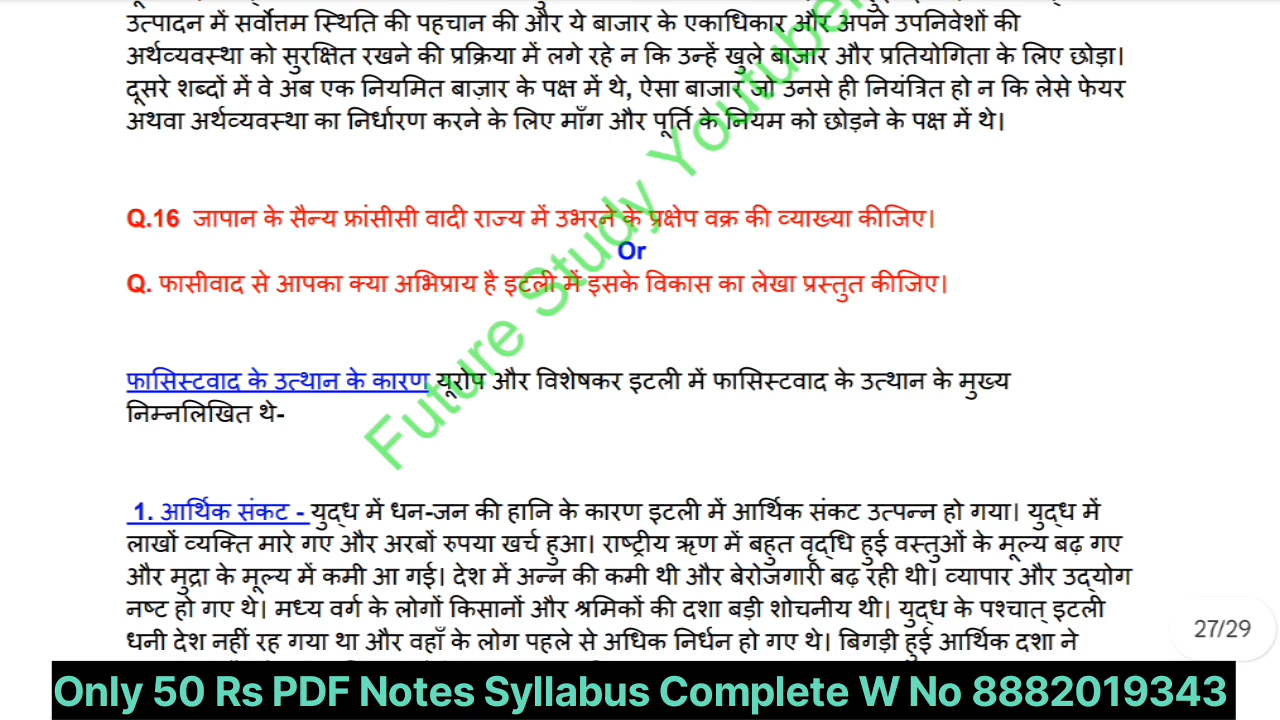 उत्पादन में सर्वोत्तम स्थिति की पहचान की और ये बाजार के एकाधिकार और अपने उपनिवेशों की
अर्थव्यवस्था को सुरक्षित रखने की प्रक्रिया में लगे रहे न कि उन्हें खुले बाजार और प्रतियोगिता के लिए छोड़ा।
दूसरे शब्दों में वे अब एक नियमित बाज़ार के पक्ष में थे, ऐसा बाजार जो उनसे ही नियंत्रित हो न कि लेसे फेयर
अथवा अर्थव्यवस्था का निर्धारण करने के लिए माँग और पूर्ति के नियम को छोड़ने के पक्ष में थे।
Q.16 जापान के सैन्य फ्रांसीसी वादी राज्य में उभरने के प्रक्षेप वक्र की व्याख्या कीजिए।
Or
Q. फासीवाद से आपका क्या अभिप्राय है इटली में इसके विकास का लेखा प्रस्तुत कीजिए।
फासिस्टवाद के उत्थान के कारण यूरोप और विशेषकर इटली में फासिस्टवाद के उत्थान के मुख्य
निम्नलिखित थे-
1. आर्थिक संकट - युद्ध में धन-जन की हानि के कारण इटली में आर्थिक संकट उत्पन्न हो गया। युद्ध में
लाखों व्यक्ति मारे गए और अरबों रुपया खर्च हुआ। राष्ट्रीय ऋण में बहुत वृद्धि हुई वस्तुओं के मूल्य बढ़ गए
और मुद्रा के मूल्य में कमी आ गई। देश में अन्न की कमी थी और बेरोजगारी बढ़ रही थी। व्यापार और उद्योग
नष्ट हो गए थे। मध्य वर्ग के लोगों किसानों और श्रमिकों की दशा बड़ी शोचनीय थी। युद्ध के पश्चात् इटली
धनी देश नहीं रह गया था और वहाँ के लोग पहले से अधिक निर्धन हो गए थे। बिगड़ी हुई आर्थिक दशा ने
Future Study Youtube
27/29
Only 50 Rs PDF Notes Syllabus Complete W No 8882019343